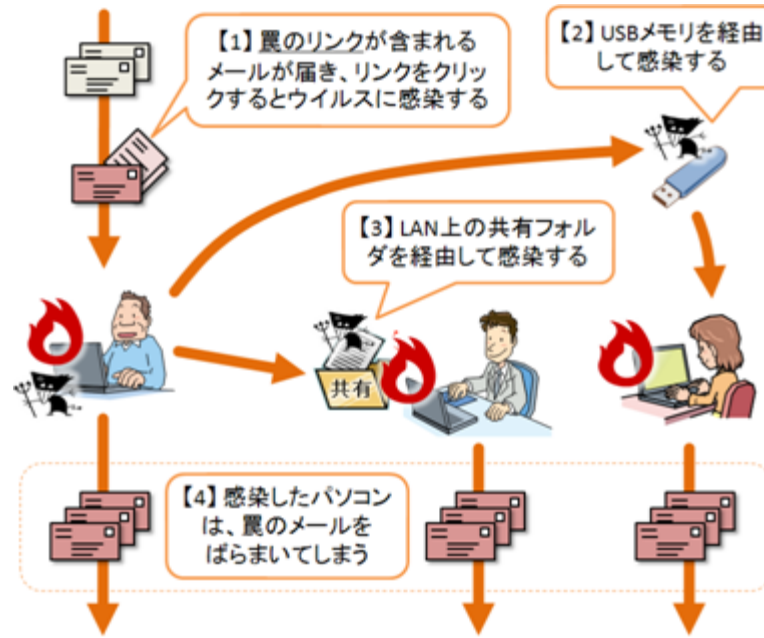 【1】 罠のリンクが含まれる
メールが届き、リンクをクリッ
クするとウイルスに感染する
【2】 USBメモリを経由
して感染する
【3】 LAN上の共有フォル
ダを経由して感染する
共有
【4】 感染したパソコン
は、罠のメールを
ばらまいてしまう